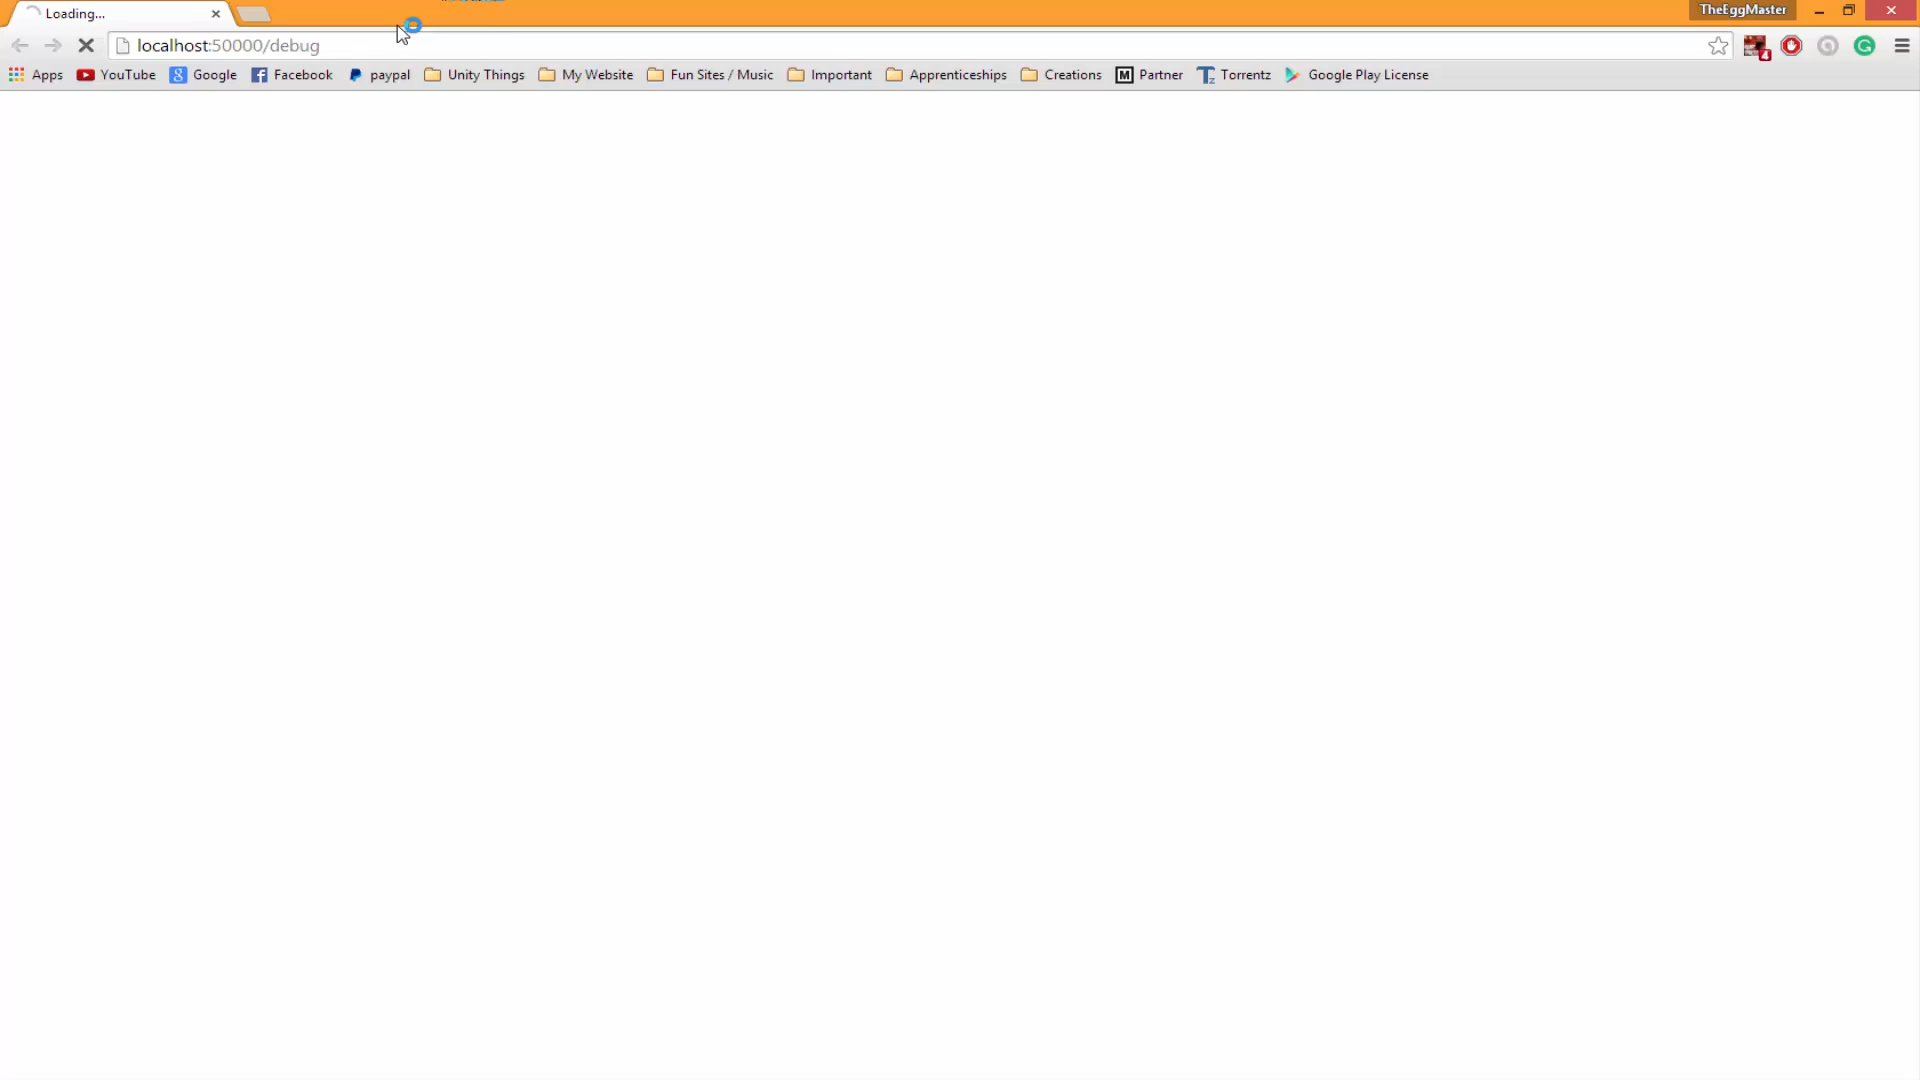 Loading...
TheEggMaster
localhost:50000/debug
4
Apps YouTube Google Facebook paypal Unity Things My Website Fun Sites / Music Important Apprenticeships Creations Partner Torrentz Google Play License